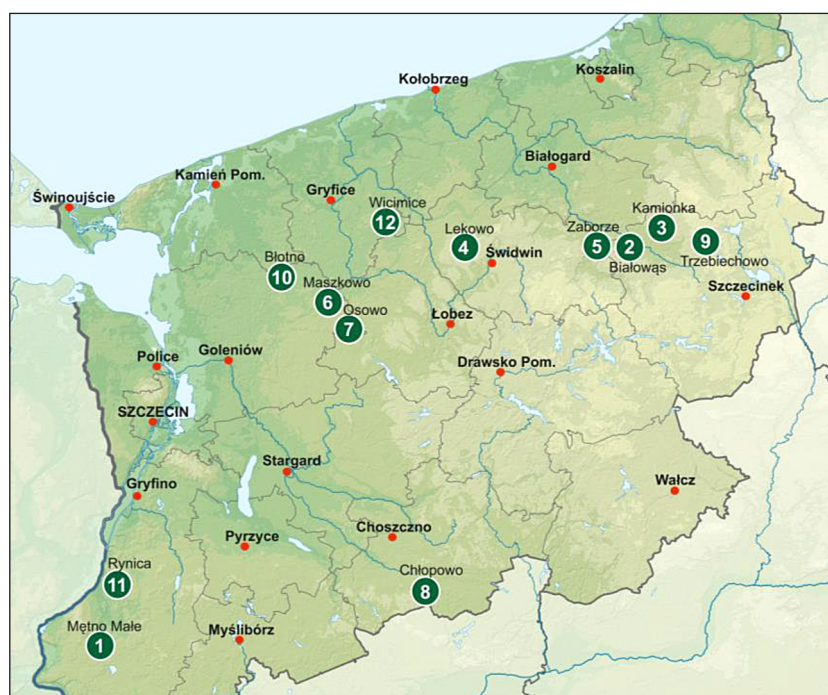 Koszalin
Kołobrzeg
Białogard
Kamień Pom.
Świnoujście
Gryfice
Wicimice
12
Lekowo
4
Świdwin
Zaborze
5
2
Białowąs
Kamionka
3
9
Trzebiechowo
Szczecinek
Błotno
10
Maszkowo
6
Osowo
7
Łobez
Police
Goleniów
Drawsko Pom.
SZCZECIN
Stargard
Wałcz
Gryfino
Choszczno
Pyrzyce
Rynica
11
Chłopowo
8
Mętno Małe
1
Myślibórz